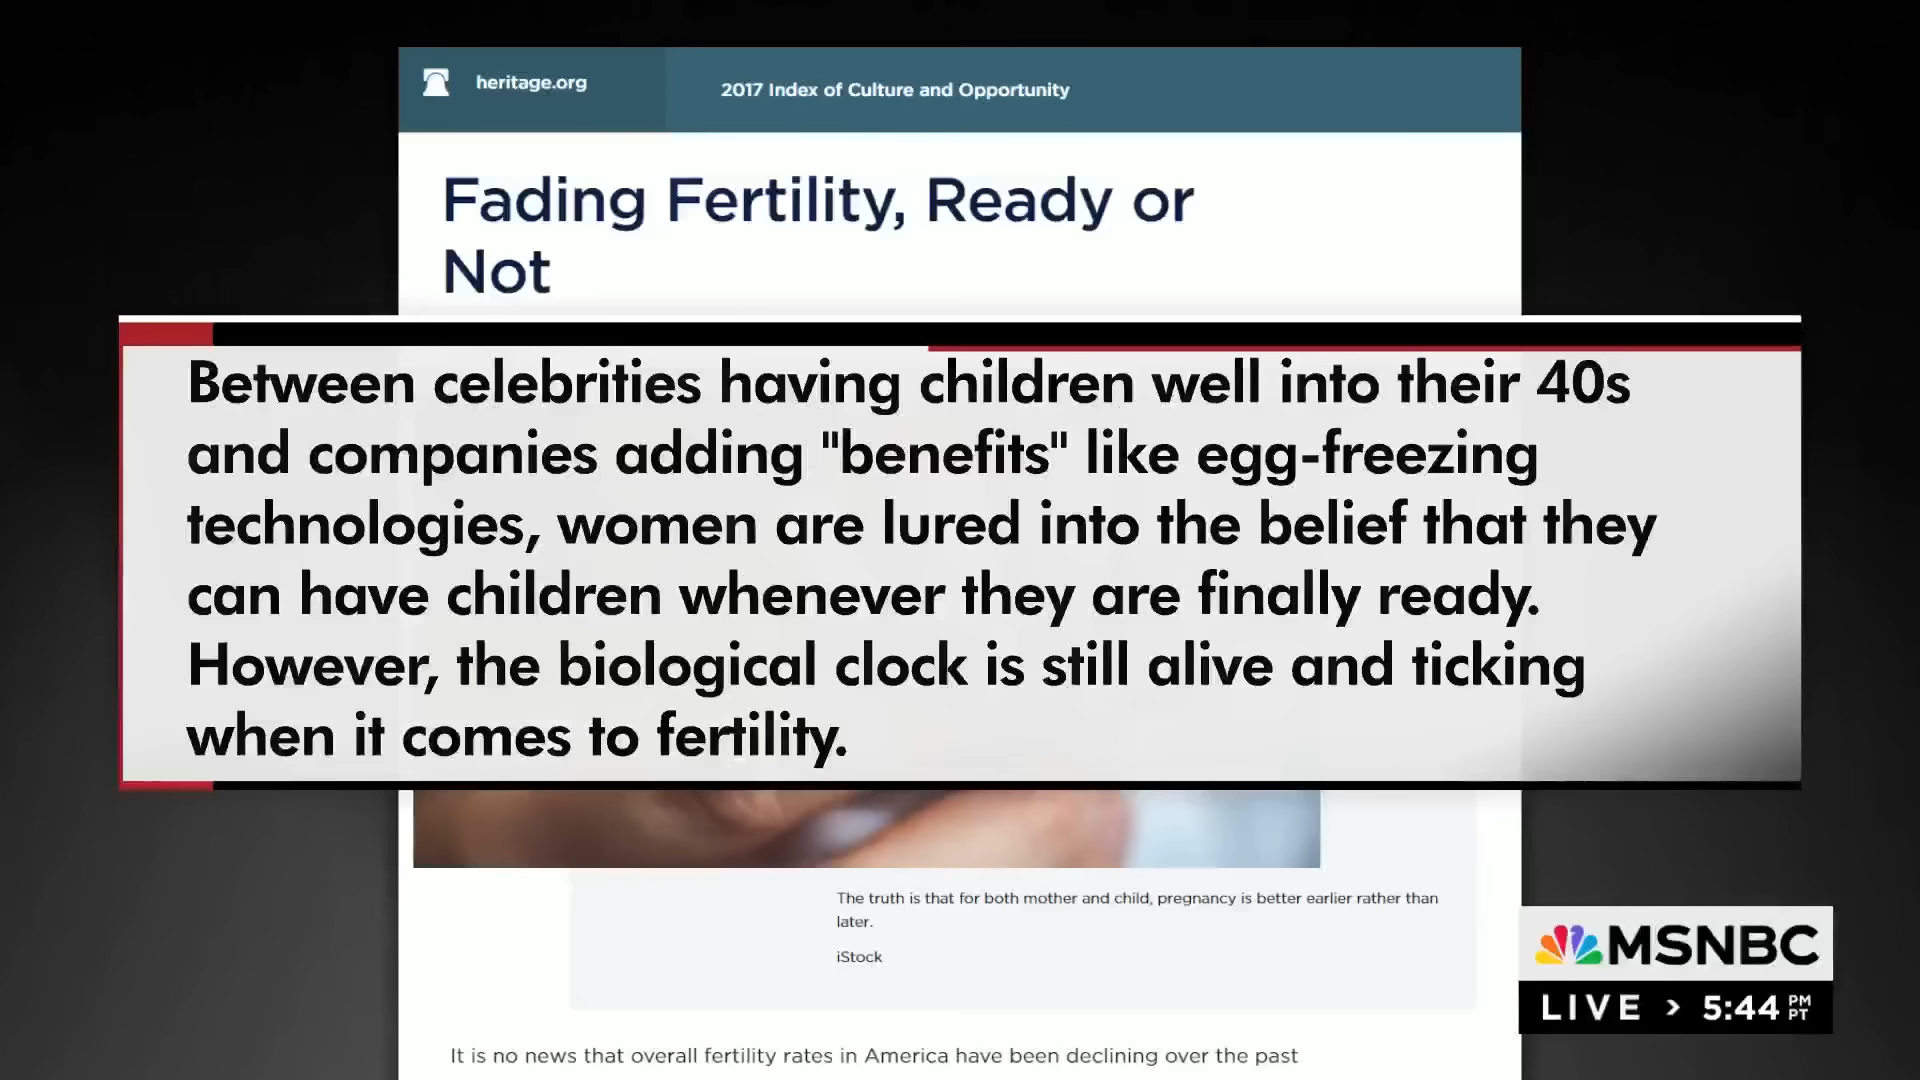 heritage.org
2017 Index of Culture and Opportunity
Fading Fertility, Ready or
Not
Between celebrities having children well into their 40s
and companies adding "benefits" like egg-freezing
technologies, women are lured into the belief that they
can have children whenever they are finally ready.
However, the biological clock is still alive and ticking
when it comes to fertility.
The truth is that for both mother and child, pregnancy is better earlier rather than
later.
iStock
It is no news that overall fertility rates in America have been declining over the past
MSNBC
LIVE > 5:44 PM PT